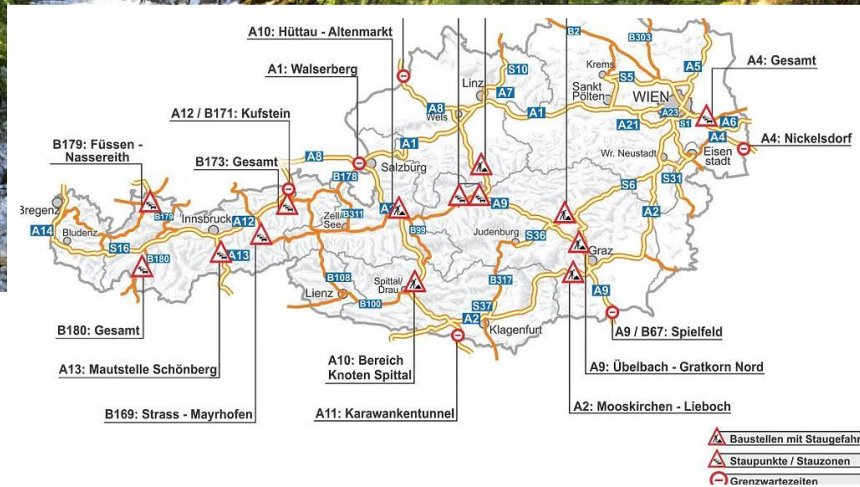 A10: Hüttau - Altenmarkt
A1: Walserberg
A12 / B171: Kufstein
B179: Füssen -
Nassereith
B173: Gesamt
A4: Gesamt
A4: Nickelsdorf
B2
B303
Krems
S5
A5
S10
Linz
A7
Sankt
Pölten
WIEN
A8
Wels
A1
A23
S1
A6
A21
A4
Wr. Neustadt
Eisen
stadt
A1
A8
Salzburg
B178
S6
S31
Bregenz
B179
Innsbruck
A12
Zell/
See
B311
A9
A2
A14
Bludenz
S16
B180
A13
B99
Judenburg
S36
Graz
B108
Spittal/
Drau
B317
Lienz
B100
S37
A2
Klagenfurt
A9
B180: Gesamt
A13: Mautstelle Schönberg
B169: Strass - Mayrhofen
A10: Bereich
Knoten Spittal
A11: Karawankentunnel
A9 / B67: Spielfeld
A9: Übelbach - Gratkorn Nord
A2: Mooskirchen - Lieboch
Baustellen mit Staugefahr
Staupunkte / Stauzonen
Grenzwartezeiten